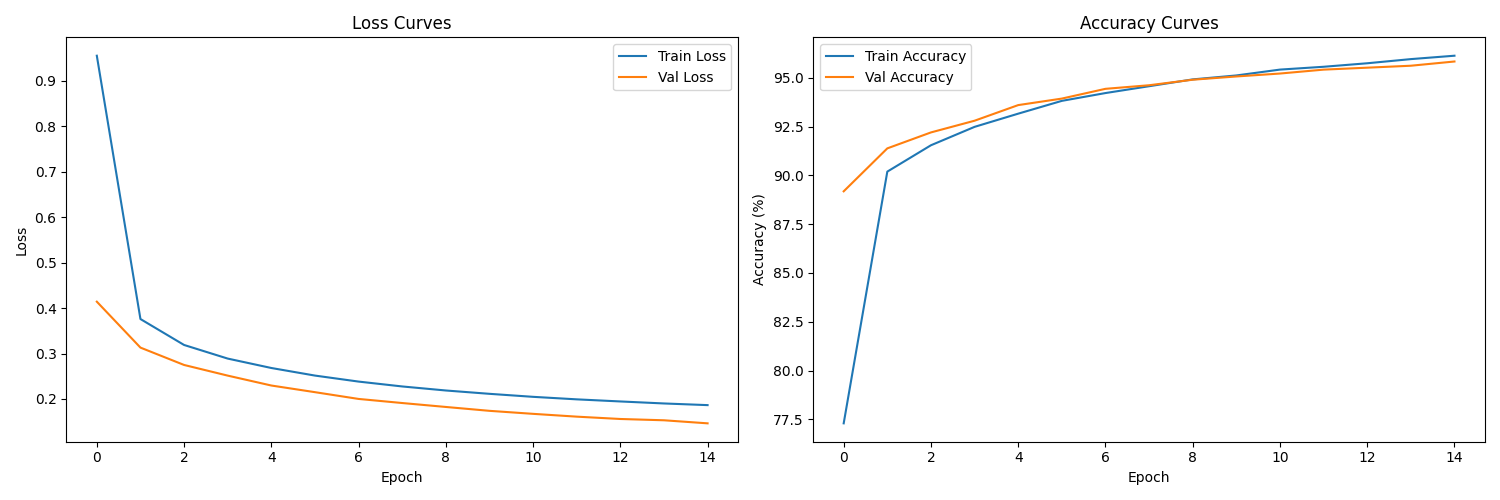 Loss Curves
Train Loss
Val Loss
0.9
0.8
0.7
0.6
0.5
0.4
0.3
0.2
Loss
0 2 4 6 8 10 12 14
Epoch
Accuracy Curves
Train Accuracy
Val Accuracy
95.0
92.5
90.0
87.5
85.0
82.5
80.0
77.5
Accuracy (%)
0 2 4 6 8 10 12 14
Epoch